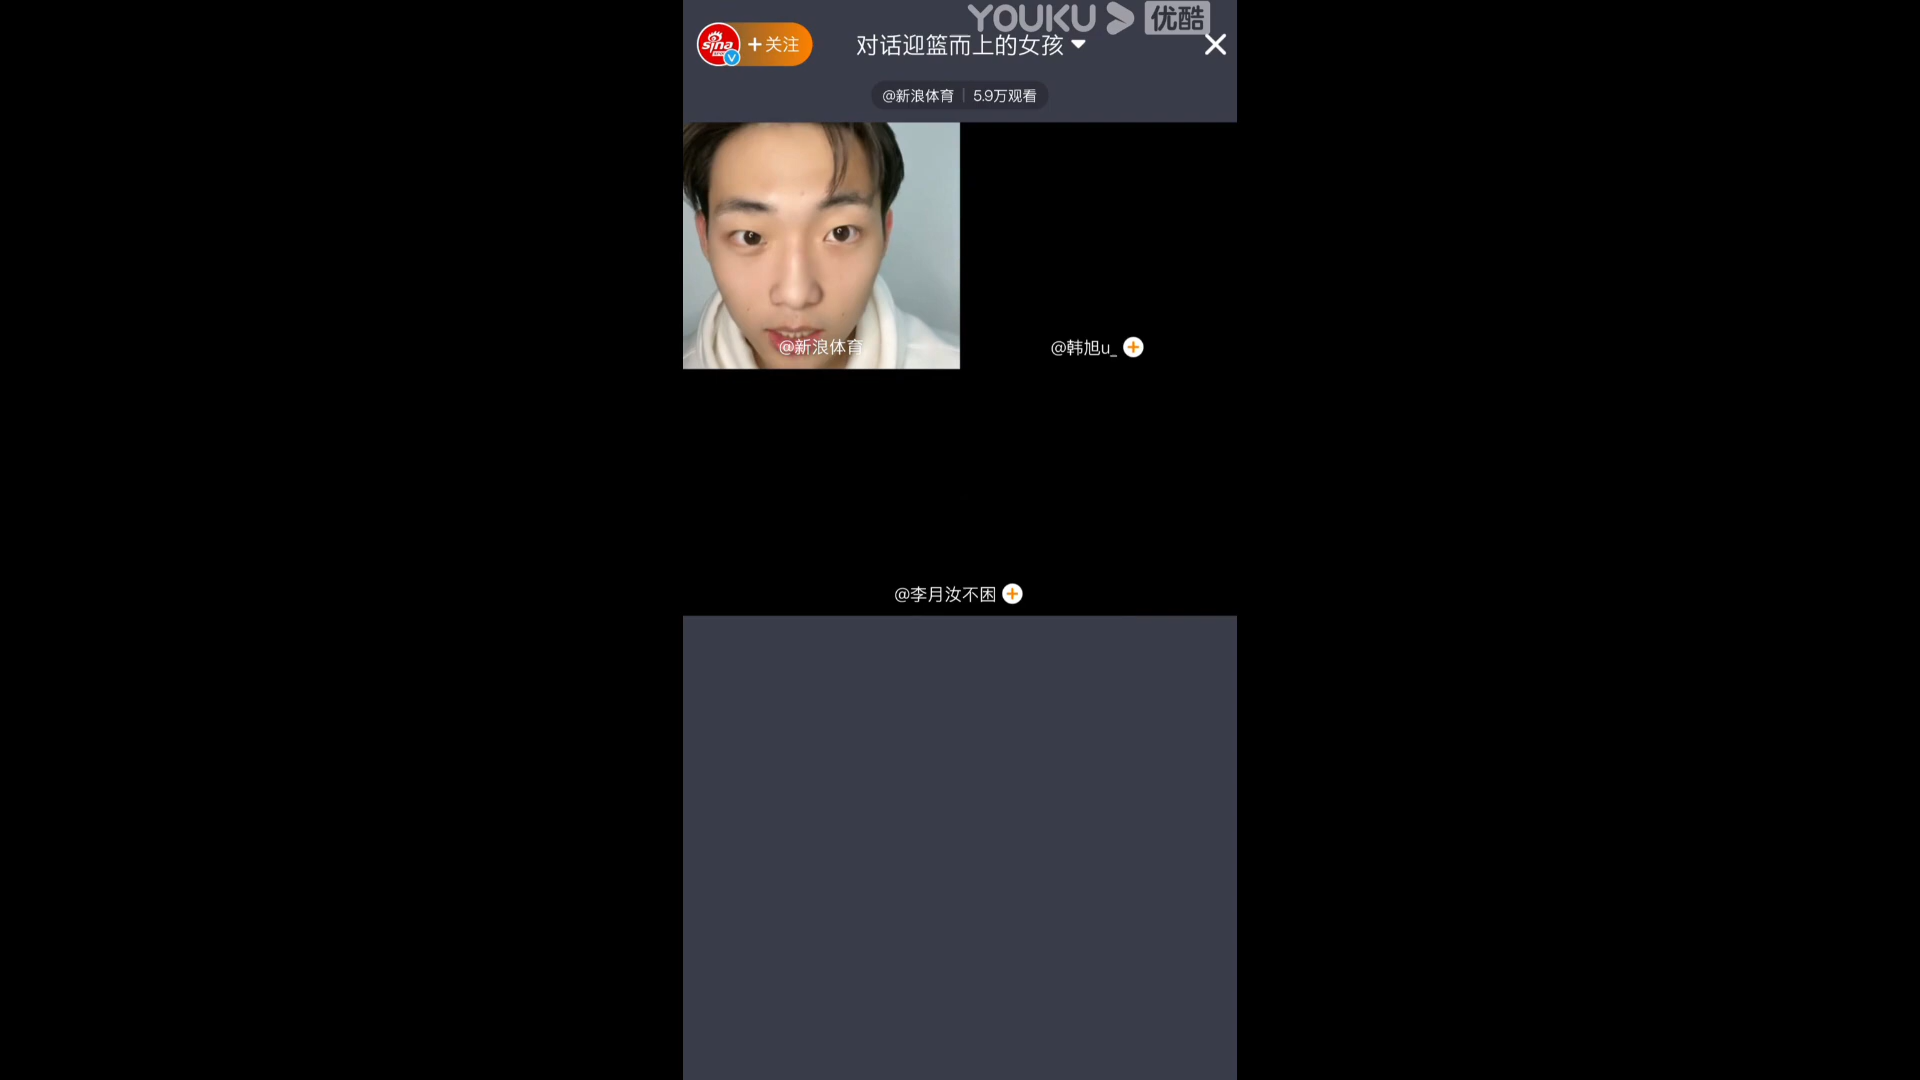 YOUKU 优酷
sina
+关注
对话迎篮而上的女孩
@新浪体育 5.9万观看
@新浪体育
@韩旭u_
@李月汝不困